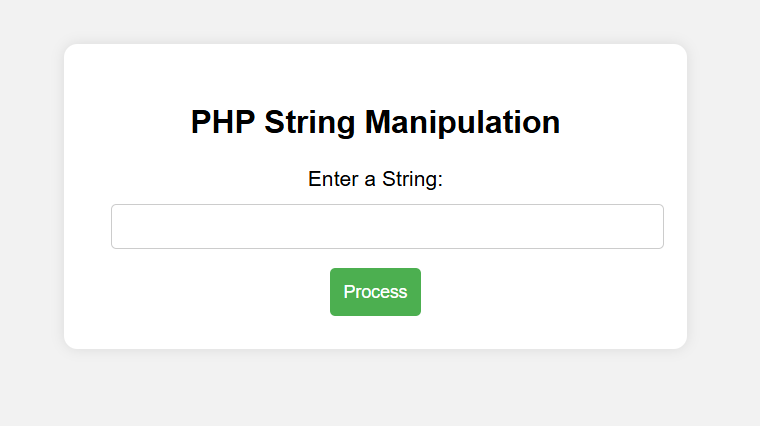 PHP String Manipulation
Enter a String:
Process